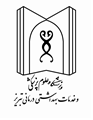 دانشگاه علوم پزشکی
و خدمات بهداشتی درمانی تبریز